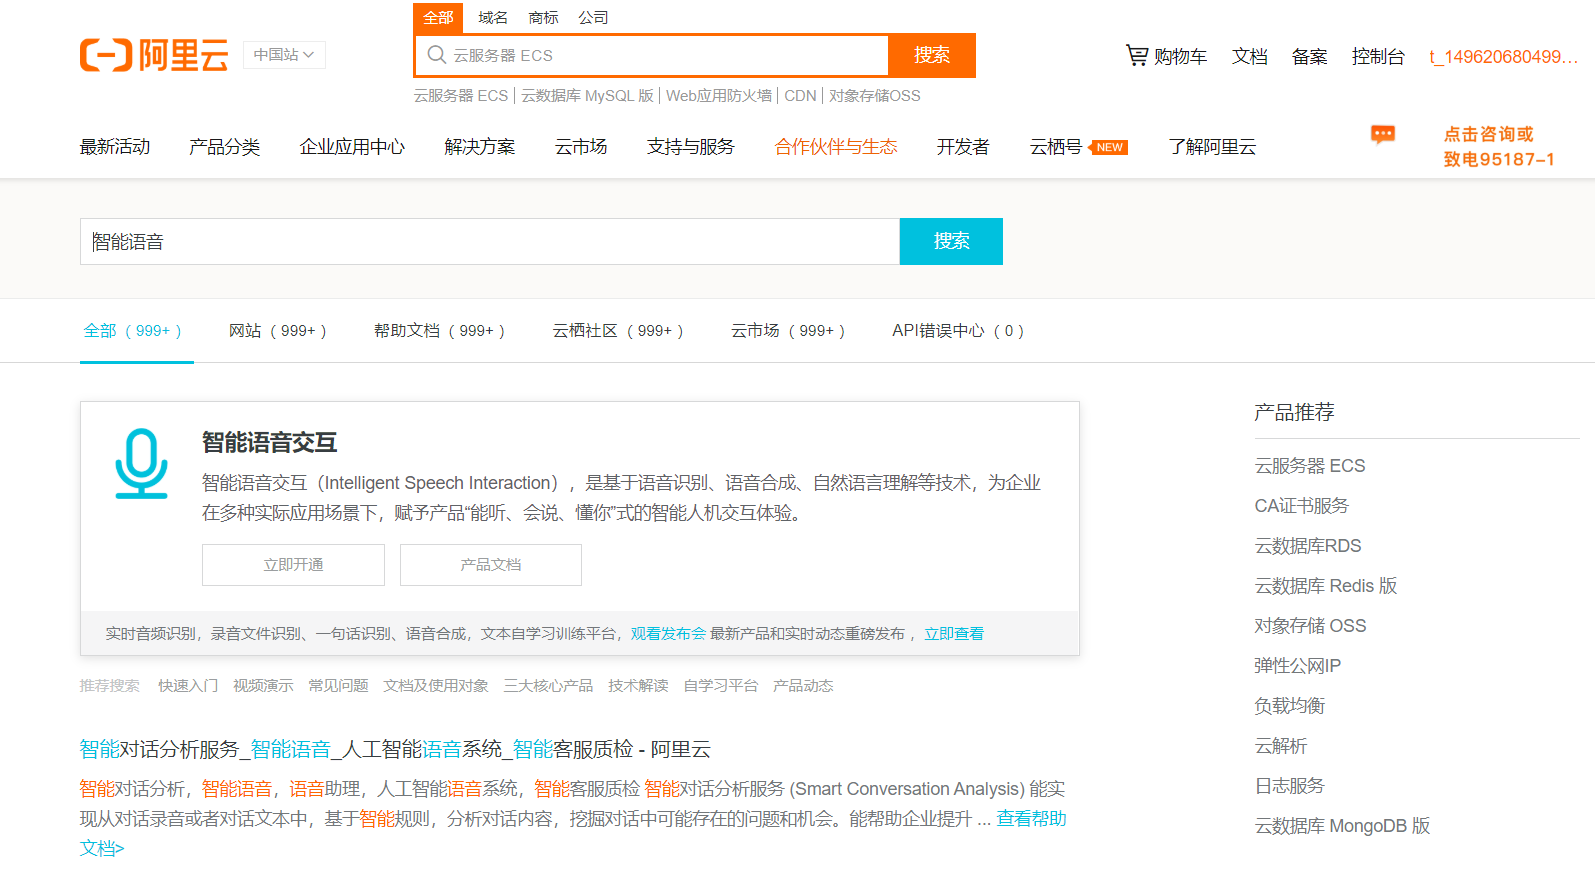 全部 域名 商标 公司
阿里云 中国站
云服务器 ECS 搜索
购物车 文档 备案 控制台 t_149620680499...
云服务器 ECS | 云数据库 MySQL 版 | Web应用防火墙 | CDN | 对象存储OSS
最新活动 产品分类 企业应用中心 解决方案 云市场 支持与服务 合作伙伴与生态 开发者 云栖号 NEW 了解阿里云
点击咨询或
致电95187-1
智能语音 搜索
全部（999+） 网站（999+） 帮助文档（999+） 云栖社区（999+） 云市场（999+） API错误中心（0）
智能语音交互
智能语音交互（Intelligent Speech Interaction），是基于语音识别、语音合成、自然语言理解等技术，为企业
在多种实际应用场景下，赋予产品“能听、会说、懂你”式的智能人机交互体验。
立即开通 产品文档
实时音频识别，录音文件识别、一句话识别、语音合成，文本自学习训练平台，观看发布会 最新产品和实时动态重磅发布 ，立即查看
推荐搜索 快速入门 视频演示 常见问题 文档及使用对象 三大核心产品 技术解读 自学习平台 产品动态
智能对话分析服务_智能语音_人工智能语音系统_智能客服质检 - 阿里云
智能对话分析，智能语音，语音助理，人工智能语音系统，智能客服质检 智能对话分析服务 (Smart Conversation Analysis) 能实
现从对话录音或者对话文本中，基于智能规则，分析对话内容，挖掘对话中可能存在的问题和机会。能帮助企业提升 ... 查看帮助
文档>
产品推荐
云服务器 ECS
CA证书服务
云数据库RDS
云数据库 Redis 版
对象存储 OSS
弹性公网IP
负载均衡
云解析
日志服务
云数据库 MongoDB 版